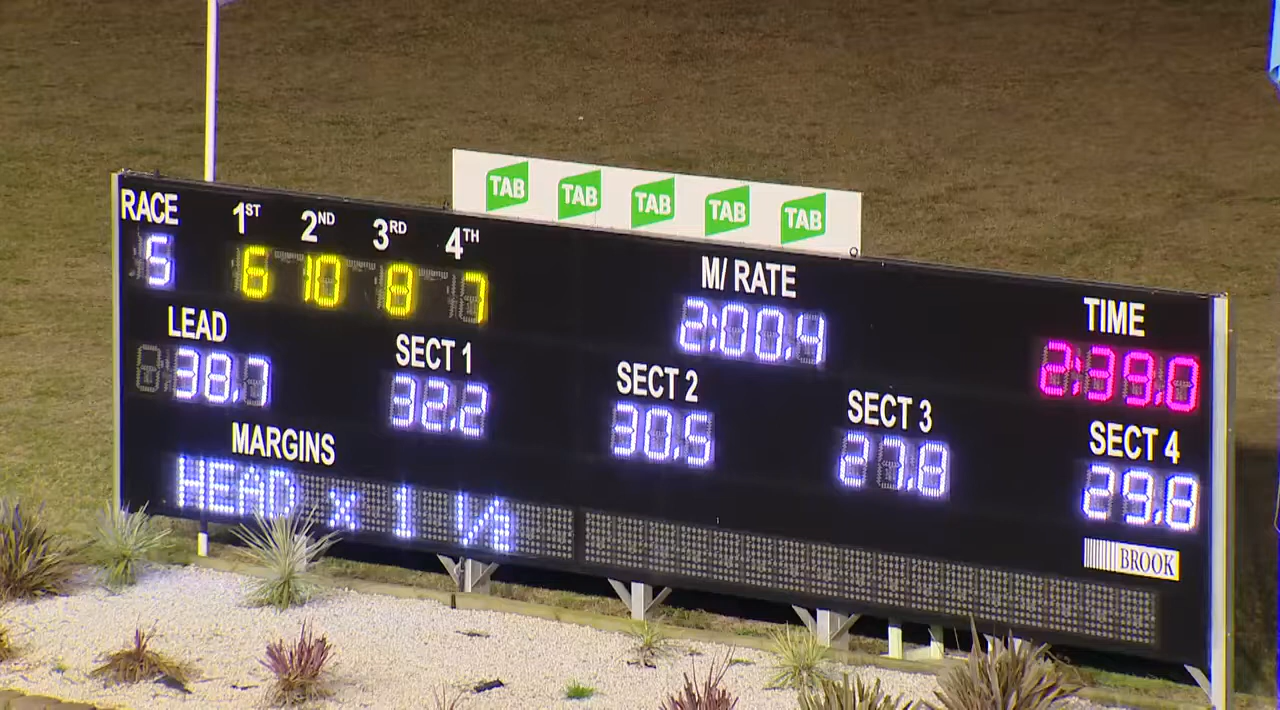 TAB TAB TAB TAB TAB
RACE 1ST 2ND 3RD 4TH
5 6 10 8 7
M/ RATE
2:00.4
TIME
2:39.0
LEAD
38.7
SECT 1
32.2
SECT 2
30.5
SECT 3
27.8
SECT 4
29.8
MARGINS
HEAD x 1 ¼
BROOK